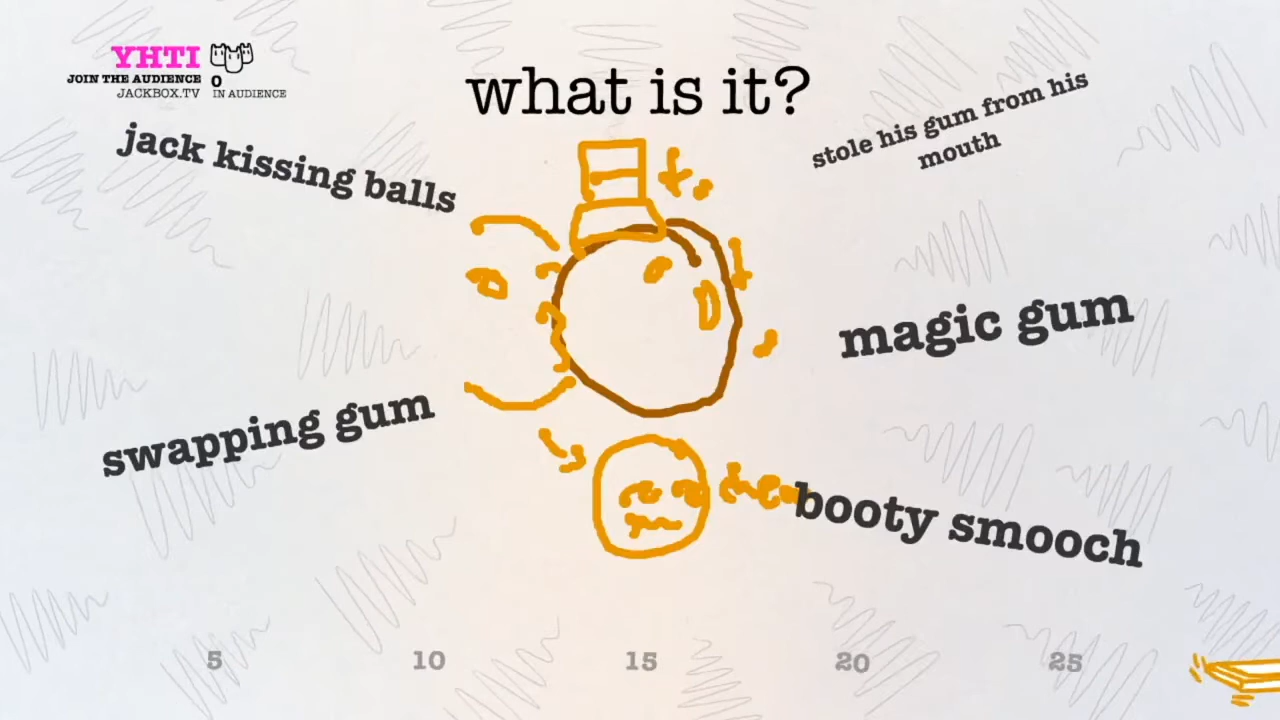 YHTI
JOIN THE AUDIENCE
JACKBOX.TV
0
IN AUDIENCE
what is it?
stole his gum from his
mouth
jack kissing balls
magic gum
swapping gum
booty smooch
5
10
15
20
25